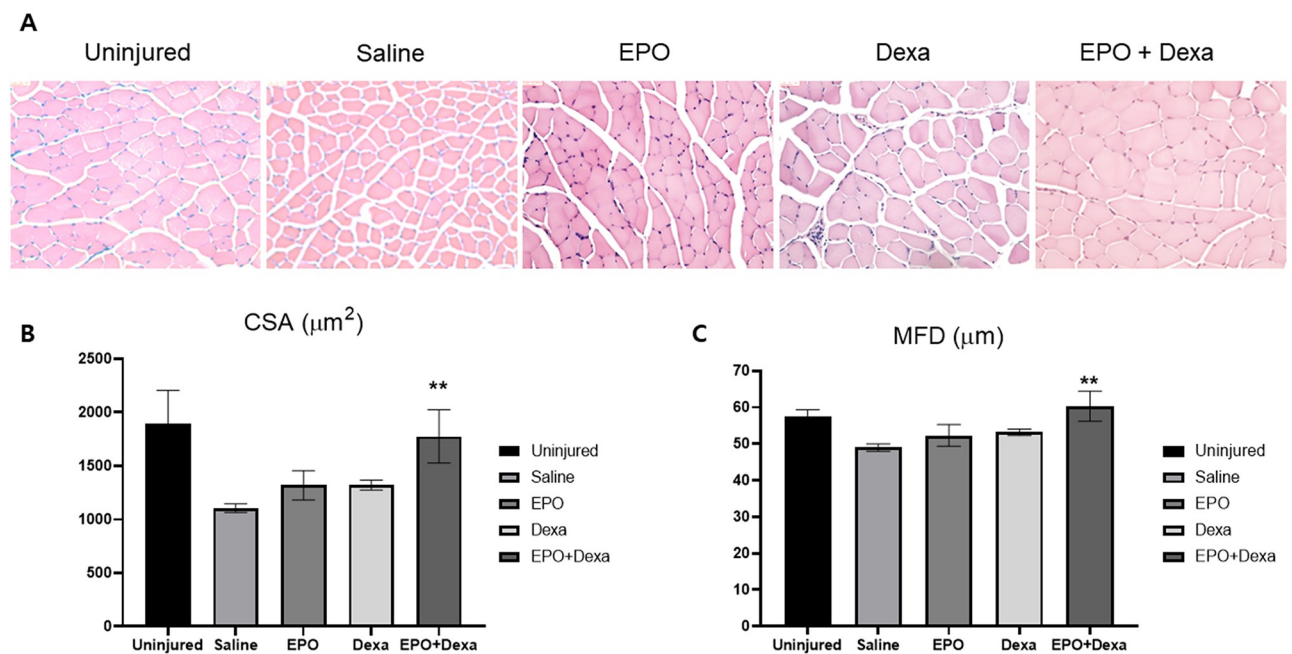 A
Uninjured Saline EPO Dexa EPO + Dexa
B
CSA (μm²)
2500
2000
1500
1000
500
0
Uninjured Saline EPO Dexa EPO+Dexa
**
Uninjured
Saline
EPO
Dexa
EPO+Dexa
C
MFD (μm)
70
60
50
40
30
20
10
0
Uninjured Saline EPO Dexa EPO+Dexa
**
Uninjured
Saline
EPO
Dexa
EPO+Dexa